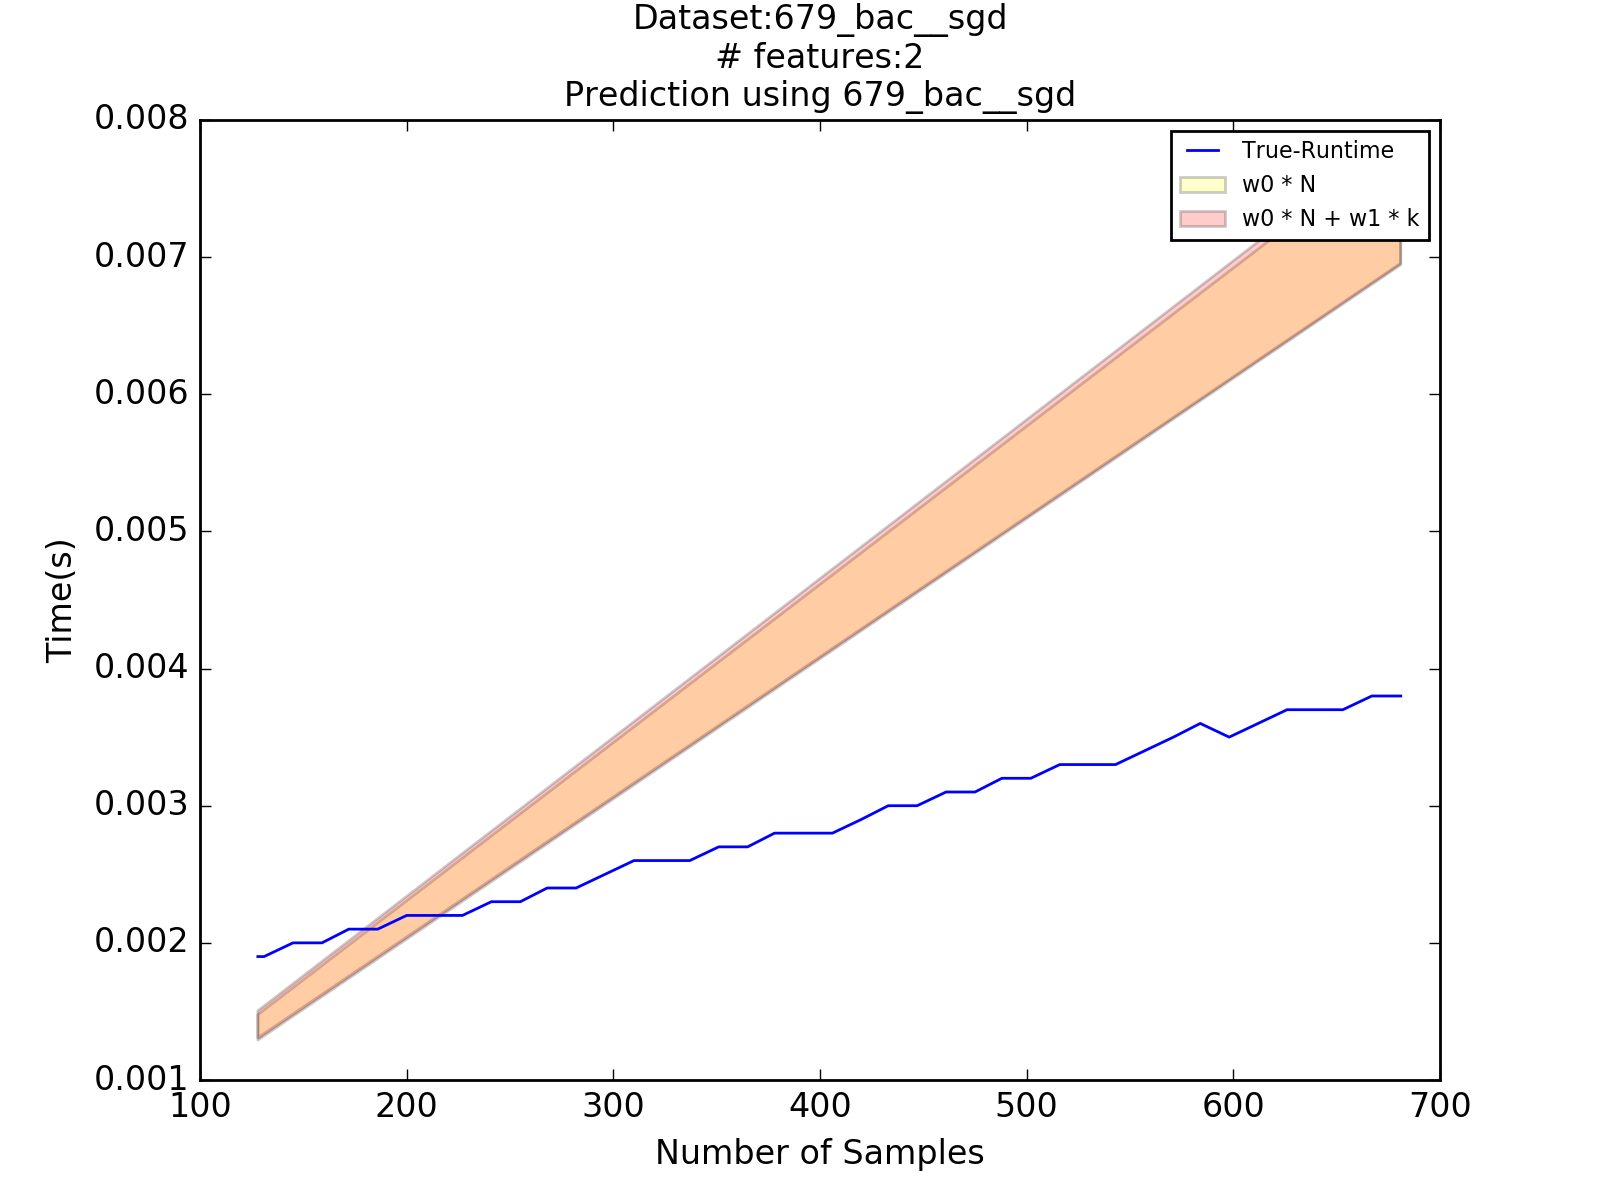 Dataset:679_bac__sgd
# features:2
Prediction using 679_bac__sgd
0.008
0.007
0.006
0.005
0.004
0.003
0.002
0.001
Time(s)
True-Runtime
w0 * N
w0 * N + w1 * k
100 200 300 400 500 600 700
Number of Samples